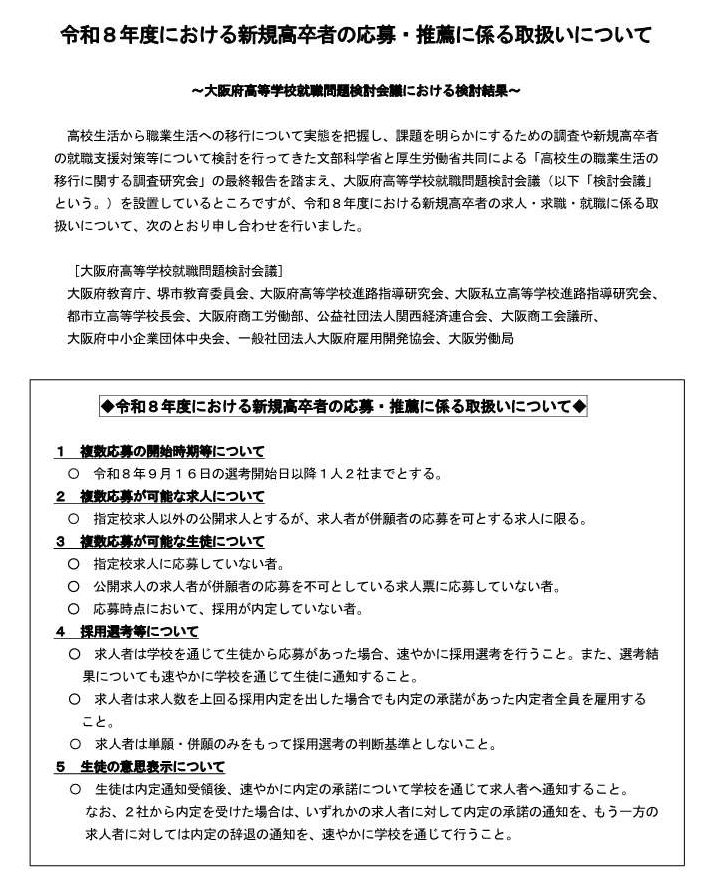 令和８年度における新規高卒者の応募・推薦に係る取扱いについて
～大阪府高等学校就職問題検討会議における検討結果～
高校生活から職業生活への移行について実態を把握し、課題を明らかにするための調査や新規高卒者
の就職支援対策等について検討を行ってきた文部科学省と厚生労働省共同による「高校生の職業生活の
移行に関する調査研究会」の最終報告を踏まえ、大阪府高等学校就職問題検討会議（以下「検討会議」
という。）を設置しているところですが、令和８年度における新規高卒者の求人・求職・就職に係る取
扱いについて、次のとおり申し合わせを行いました。
［大阪府高等学校就職問題検討会議］
大阪府教育庁、堺市教育委員会、大阪府高等学校進路指導研究会、大阪私立高等学校進路指導研究会、
都市立高等学校長会、大阪府商工労働部、公益社団法人関西経済連合会、大阪商工会議所、
大阪府中小企業団体中央会、一般社団法人大阪府雇用開発協会、大阪労働局
◆令和８年度における新規高卒者の応募・推薦に係る取扱いについて◆
１　複数応募の開始時期等について
○　令和８年９月１６日の選考開始日以降１人２社までとする。
２　複数応募が可能な求人について
○　指定校求人以外の公開求人とするが、求人者が併願者の応募を可とする求人に限る。
３　複数応募が可能な生徒について
○　指定校求人に応募していない者。
○　公開求人の求人者が併願者の応募を不可としている求人票に応募していない者。
○　応募時点において、採用が内定していない者。
４　採用選考等について
○　求人者は学校を通じて生徒から応募があった場合、速やかに採用選考を行うこと。また、選考結
果についても速やかに学校を通じて生徒に通知すること。
○　求人者は求人数を上回る採用内定を出した場合でも内定の承諾があった内定者全員を雇用する
こと。
○　求人者は単願・併願のみをもって採用選考の判断基準としないこと。
５　生徒の意思表示について
○　生徒は内定通知受領後、速やかに内定の承諾について学校を通じて求人者へ通知すること。
なお、２社から内定を受けた場合は、いずれかの求人者に対して内定の承諾の通知を、もう一方の
求人者に対しては内定の辞退の通知を、速やかに学校を通じて行うこと。